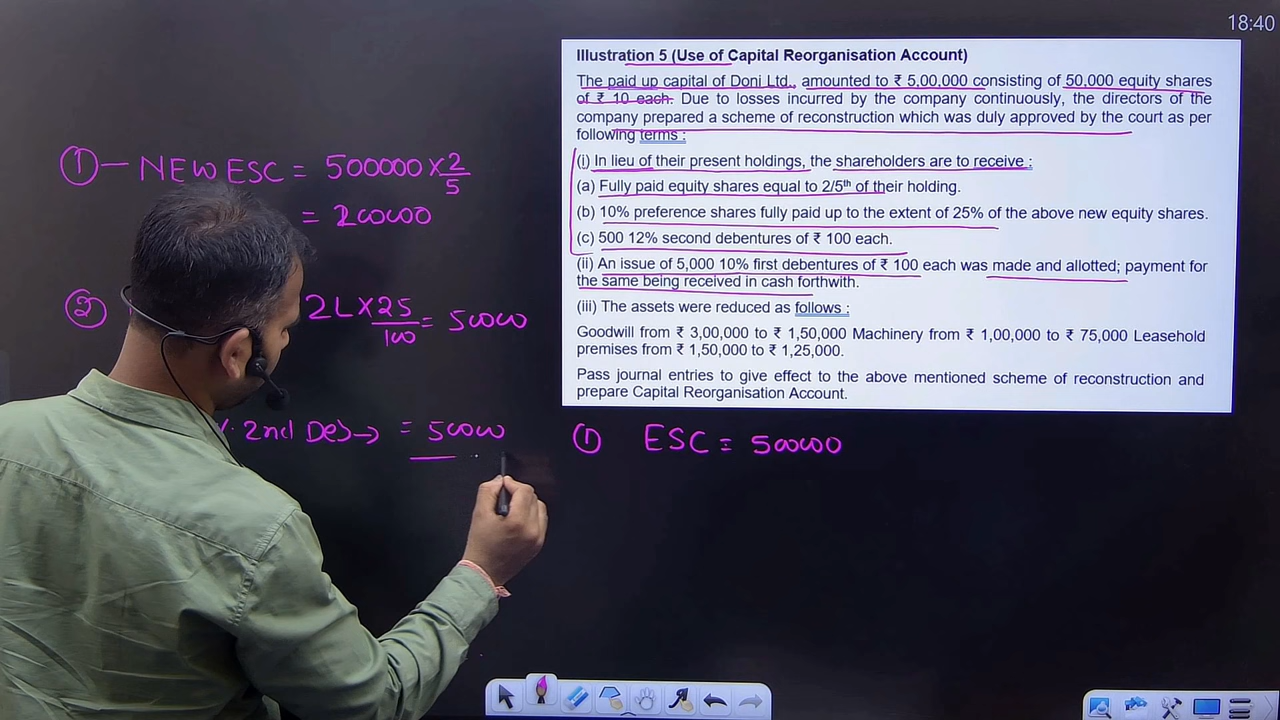 18:40
Illustration 5 (Use of Capital Reorganisation Account)
The paid up capital of Doni Ltd., amounted to ₹ 5,00,000 consisting of 50,000 equity shares
of ₹ 10 each. Due to losses incurred by the company continuously, the directors of the
company prepared a scheme of reconstruction which was duly approved by the court as per
following terms :
(i) In lieu of their present holdings, the shareholders are to receive :
(a) Fully paid equity shares equal to 2/5th of their holding.
(b) 10% preference shares fully paid up to the extent of 25% of the above new equity shares.
(c) 500 12% second debentures of ₹ 100 each.
(ii) An issue of 5,000 10% first debentures of ₹ 100 each was made and allotted; payment for
the same being received in cash forthwith.
(iii) The assets were reduced as follows :
Goodwill from ₹ 3,00,000 to ₹ 1,50,000 Machinery from ₹ 1,00,000 to ₹ 75,000 Leasehold
premises from ₹ 1,50,000 to ₹ 1,25,000.
Pass journal entries to give effect to the above mentioned scheme of reconstruction and
prepare Capital Reorganisation Account.
① — NEW ESC = 500000 × 2/5
= 200000
② 2L × 25/100 = 50000
2nd Deb → = 50000
① ESC = 500000